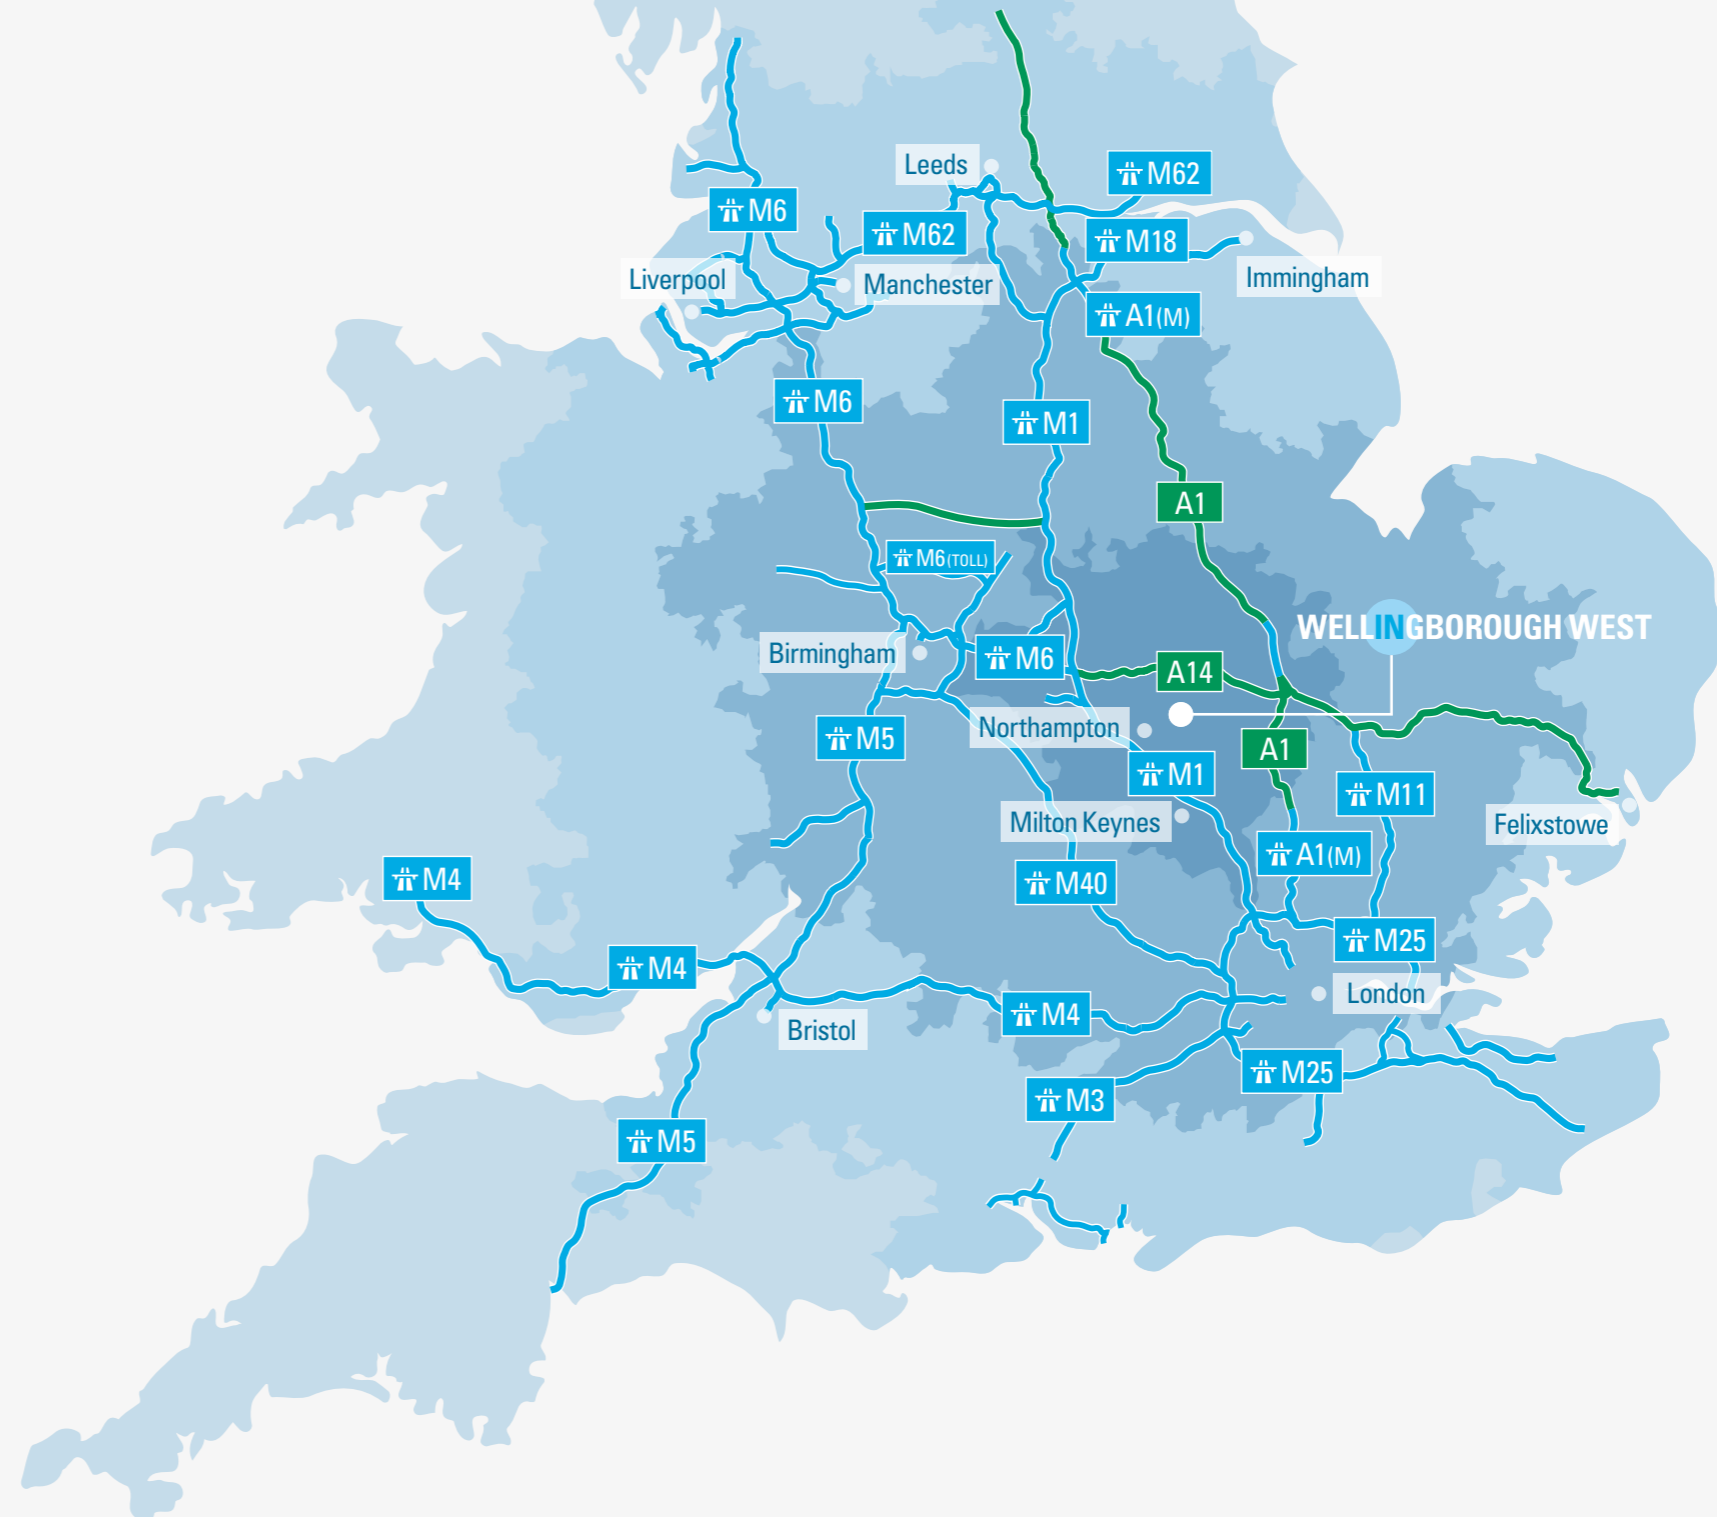 Leeds
M62
M6
M62
M18
Liverpool
Manchester
Immingham
A1(M)
M6
M1
A1
M6(TOLL)
WELLINGBOROUGH WEST
Birmingham
M6
A14
Northampton
M5
A1
M1
M11
Milton Keynes
Felixstowe
A1(M)
M4
M40
M25
M4
London
M4
Bristol
M25
M3
M5